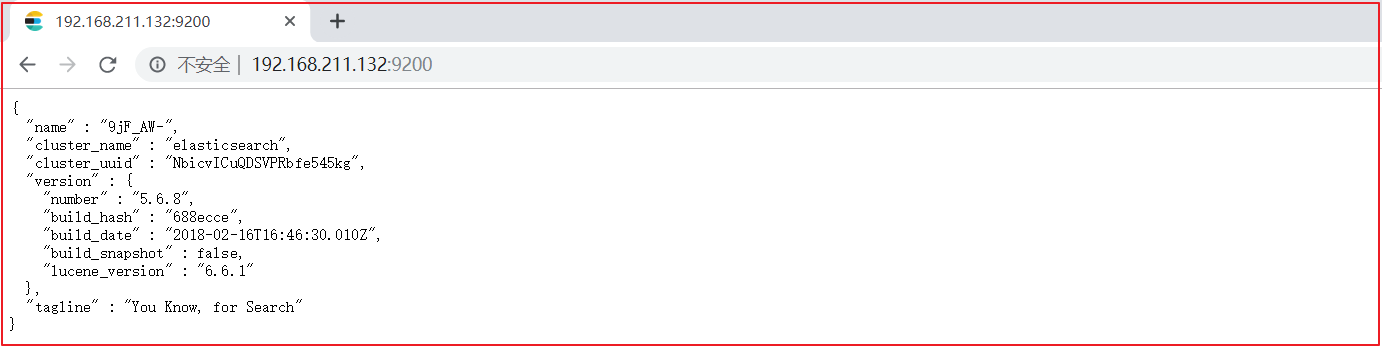 192.168.211.132:9200
不安全 | 192.168.211.132:9200
{
  "name" : "9jF_AW-",
  "cluster_name" : "elasticsearch",
  "cluster_uuid" : "NbicvICuQDSVPRbfe545kg",
  "version" : {
    "number" : "5.6.8",
    "build_hash" : "688ecce",
    "build_date" : "2018-02-16T16:46:30.010Z",
    "build_snapshot" : false,
    "lucene_version" : "6.6.1"
  },
  "tagline" : "You Know, for Search"
}